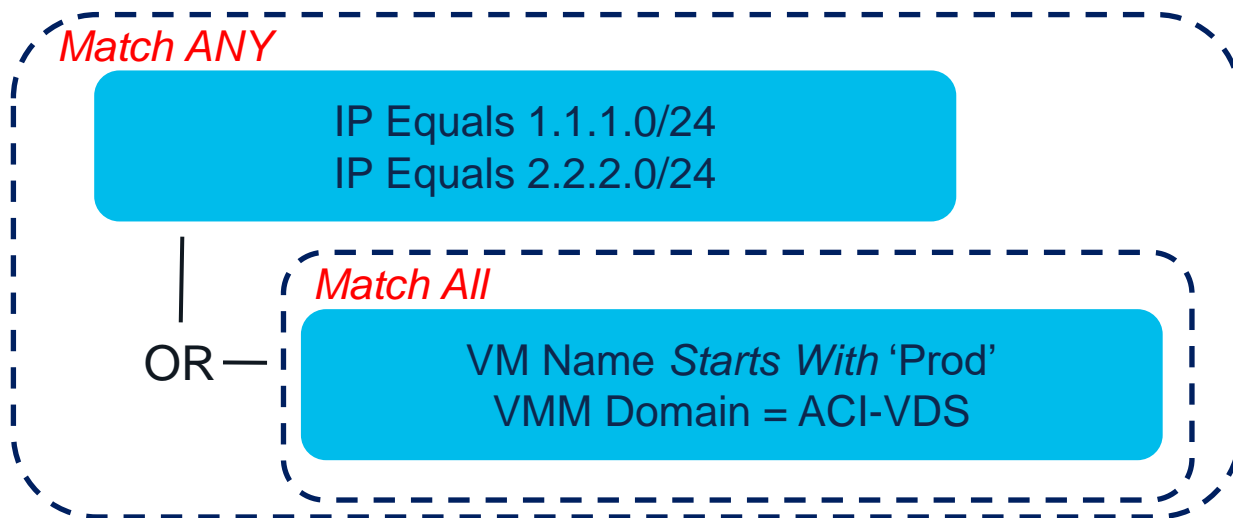 Match ANY
IP Equals 1.1.1.0/24
IP Equals 2.2.2.0/24
Match All
OR
VM Name Starts With ‘Prod’
VMM Domain = ACI-VDS